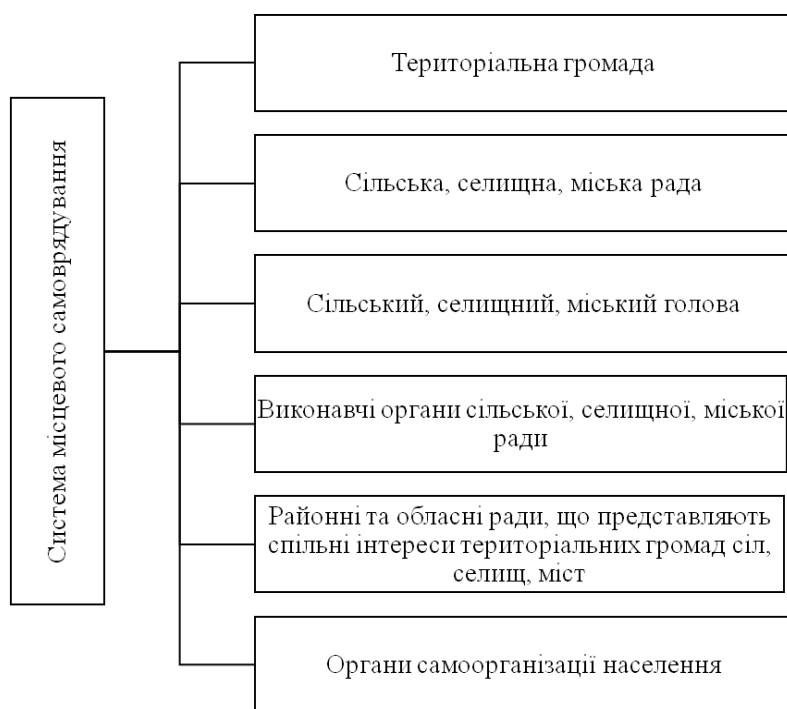 Система місцевого самоврядування
Територіальна громада
Сільська, селищна, міська рада
Сільський, селищний, міський голова
Виконавчі органи сільської, селищної, міської
ради
Районні та обласні ради, що представляють
спільні інтереси територіальних громад сіл,
селищ, міст
Органи самоорганізації населення